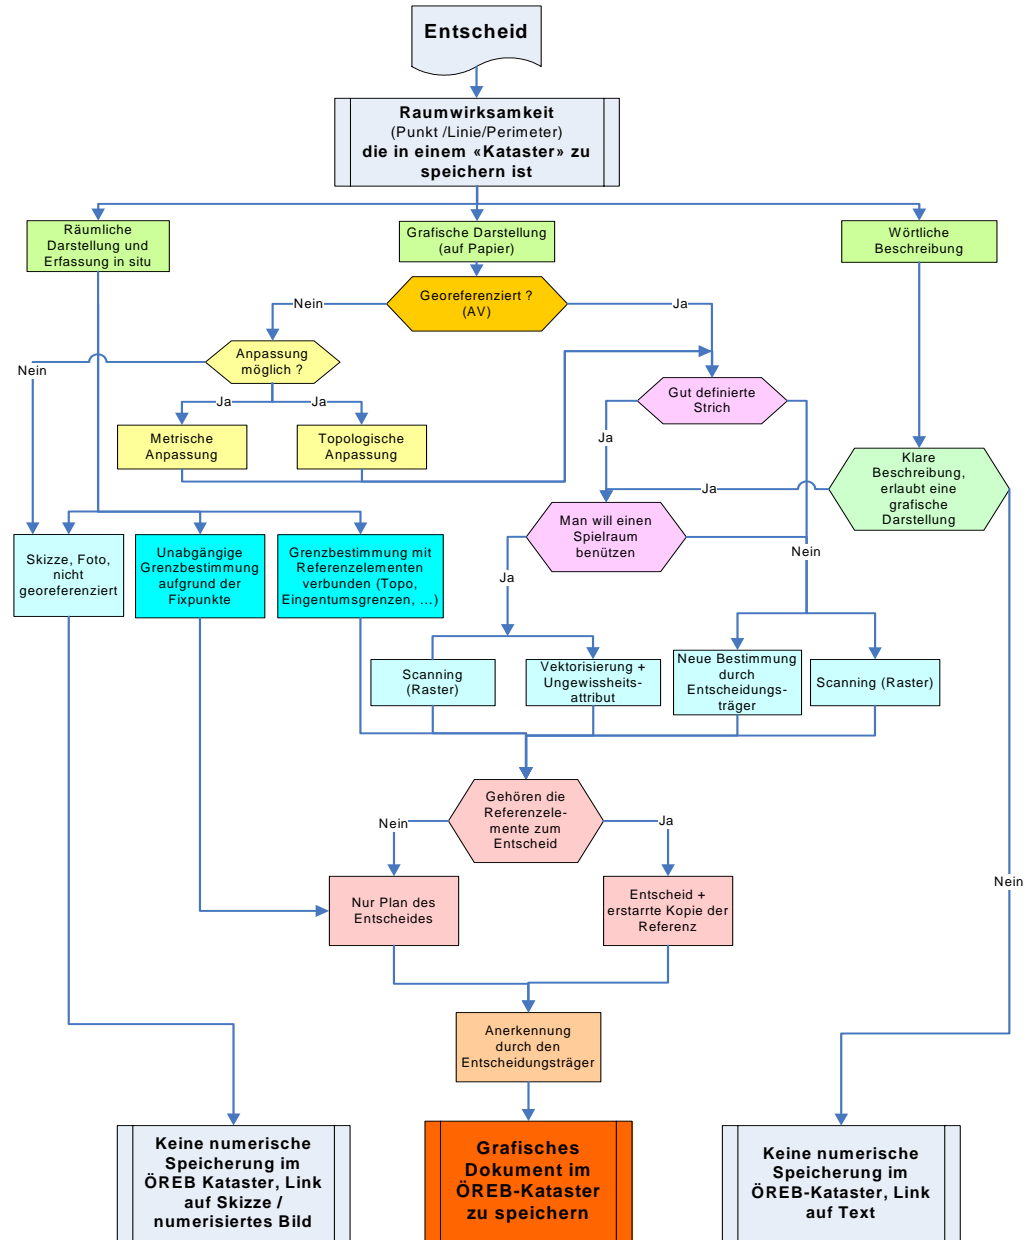 Entscheid
Raumwirksamkeit
(Punkt /Linie/Perimeter)
die in einem «Kataster» zu
speichern ist
Räumliche
Darstellung und
Erfassung in situ
Grafische Darstellung
(auf Papier)
Wörtliche
Beschreibung
Georeferenziert ?
(AV)
Nein
Ja
Anpassung
möglich ?
Nein
Ja
Ja
Gut definierte
Strich
Metrische
Anpassung
Topologische
Anpassung
Ja
Klare
Beschreibung,
erlaubt eine
grafische
Darstellung
Ja
Man will einen
Spielraum
benützen
Nein
Ja
Skizze, Foto,
nicht
georeferenziert
Unabgängige
Grenzbestimmung
aufgrund der
Fixpunkte
Grenzbestimmung mit
Referenzelementen
verbunden (Topo,
Eingentumsgrenzen, ...)
Scanning
(Raster)
Vektorisierung +
Ungewissheits-
attribut
Neue Bestimmung
durch
Entscheidungs-
träger
Scanning (Raster)
Gehören die
Referenzele-
mente zum
Entscheid
Nein
Ja
Nein
Nur Plan des
Entscheides
Entscheid +
erstarrte Kopie der
Referenz
Anerkennung
durch den
Entscheidungsträger
Keine numerische
Speicherung im
ÖREB Kataster, Link
auf Skizze /
numerisiertes Bild
Grafisches
Dokument im
ÖREB-Kataster
zu speichern
Keine numerische
Speicherung im
ÖREB-Kataster, Link
auf Text